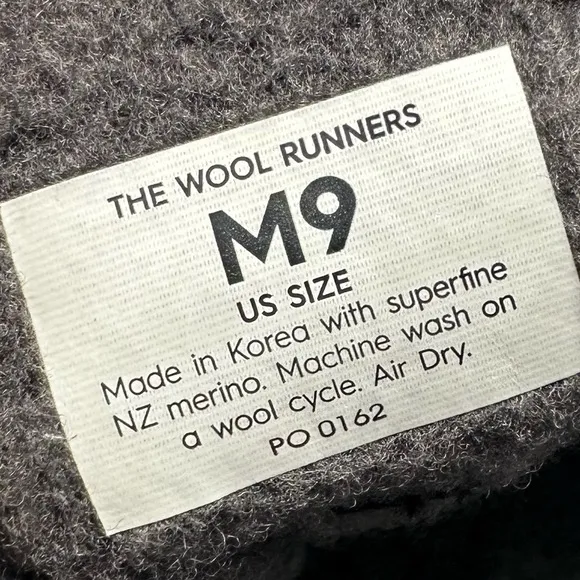 THE WOOL RUNNERS
M9
US SIZE
Made in Korea with superfine
NZ merino. Machine wash on
a wool cycle. Air Dry.
PO 0162